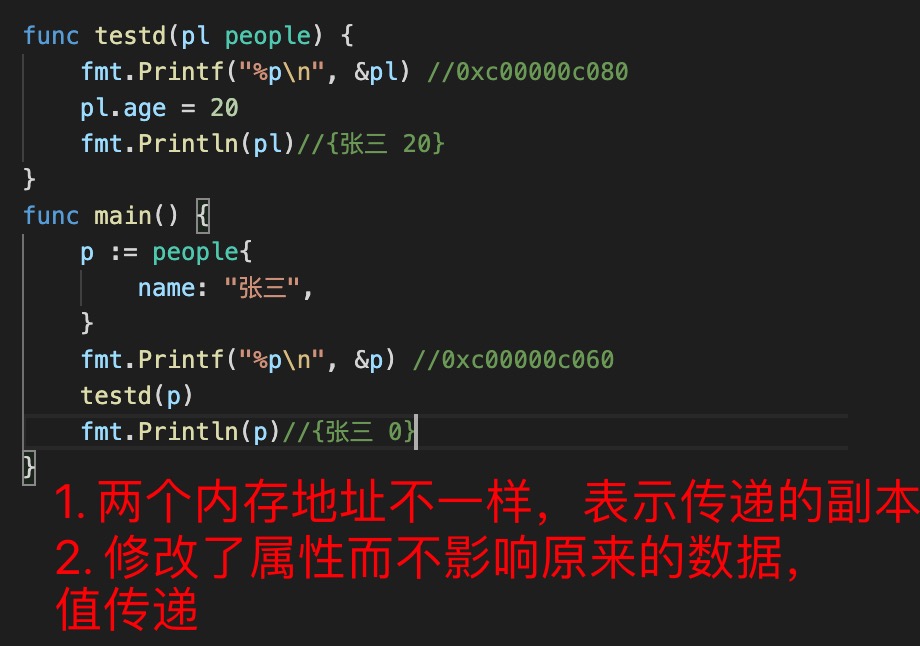 func testd(pl people) {
    fmt.Printf("%p\n", &pl) //0xc00000c080
    pl.age = 20
    fmt.Println(pl)//{张三 20}
}
func main() {
    p := people{
        name: "张三",
    }
    fmt.Printf("%p\n", &p) //0xc00000c060
    testd(p)
    fmt.Println(p)//{张三 0}
}
1. 两个内存地址不一样，表示传递的副本
2. 修改了属性而不影响原来的数据，
值传递